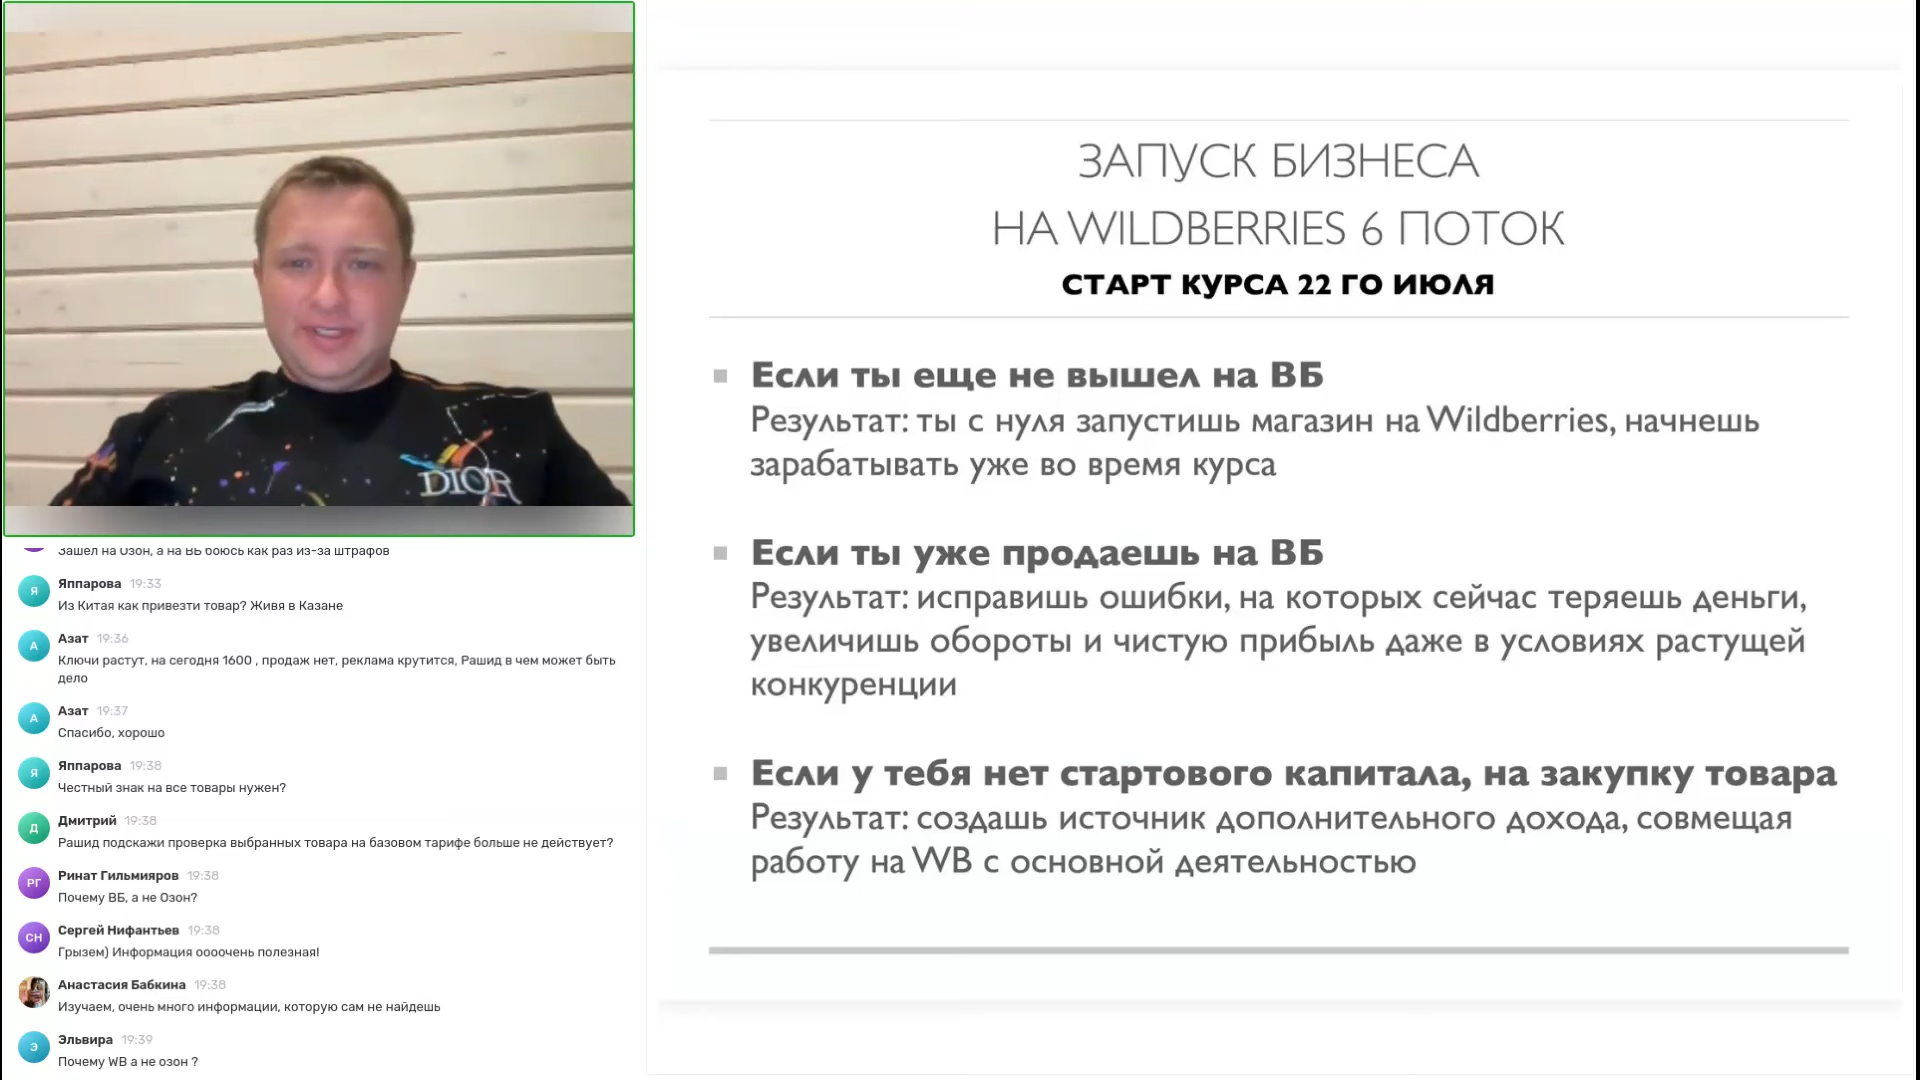 DIOR
Зашел на Озон, а на ВБ боюсь как раз из-за штрафов
Я
Яппарова 19:33
Из Китая как привезти товар? Живя в Казане
А
Азат 19:36
Ключи растут, на сегодня 1600 , продаж нет, реклама крутится, Рашид в чем может быть
дело
А
Азат 19:37
Спасибо, хорошо
Я
Яппарова 19:38
Честный знак на все товары нужен?
Д
Дмитрий 19:38
Рашид подскажи проверка выбранных товара на базовом тарифе больше не действует?
РГ
Ринат Гильмияров 19:38
Почему ВБ, а не Озон?
СН
Сергей Нифантьев 19:38
Грызем) Информация оооочень полезная!
Анастасия Бабкина 19:38
Изучаем, очень много информации, которую сам не найдешь
Э
Эльвира 19:39
Почему WB а не озон ?
ЗАПУСК БИЗНЕСА
НА WILDBERRIES 6 ПОТОК
СТАРТ КУРСА 22 ГО ИЮЛЯ
Если ты еще не вышел на ВБ
Результат: ты с нуля запустишь магазин на Wildberries, начнешь
зарабатывать уже во время курса
Если ты уже продаешь на ВБ
Результат: исправишь ошибки, на которых сейчас теряешь деньги,
увеличишь обороты и чистую прибыль даже в условиях растущей
конкуренции
Если у тебя нет стартового капитала, на закупку товара
Результат: создашь источник дополнительного дохода, совмещая
работу на WB с основной деятельностью